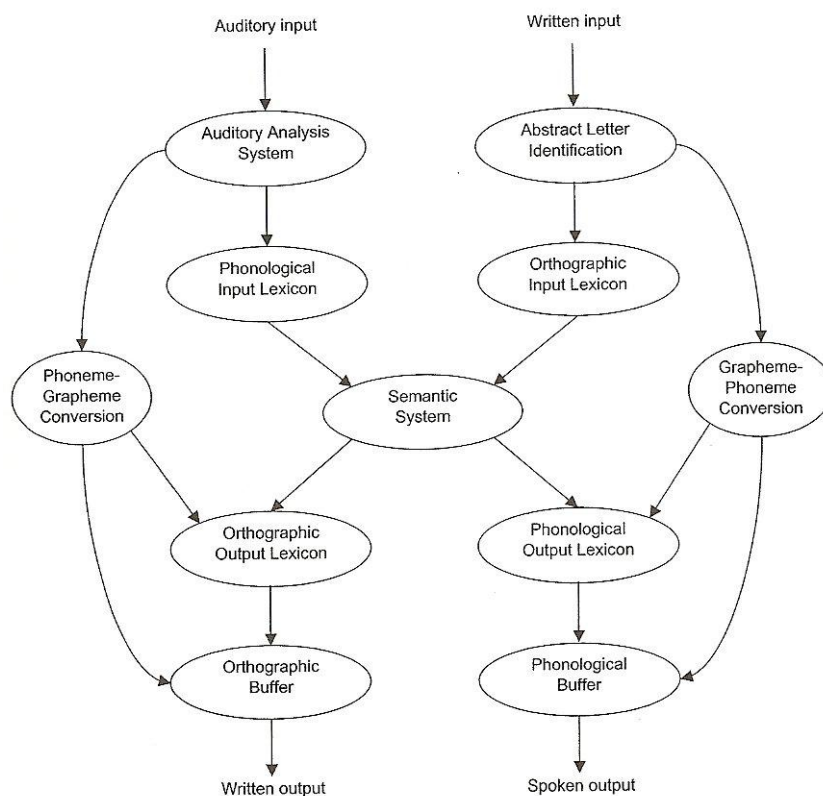 Auditory input
Written input
Auditory Analysis
System
Abstract Letter
Identification
Phonological
Input Lexicon
Orthographic
Input Lexicon
Phoneme-
Grapheme
Conversion
Semantic
System
Grapheme-
Phoneme
Conversion
Orthographic
Output Lexicon
Phonological
Output Lexicon
Orthographic
Buffer
Phonological
Buffer
Written output
Spoken output